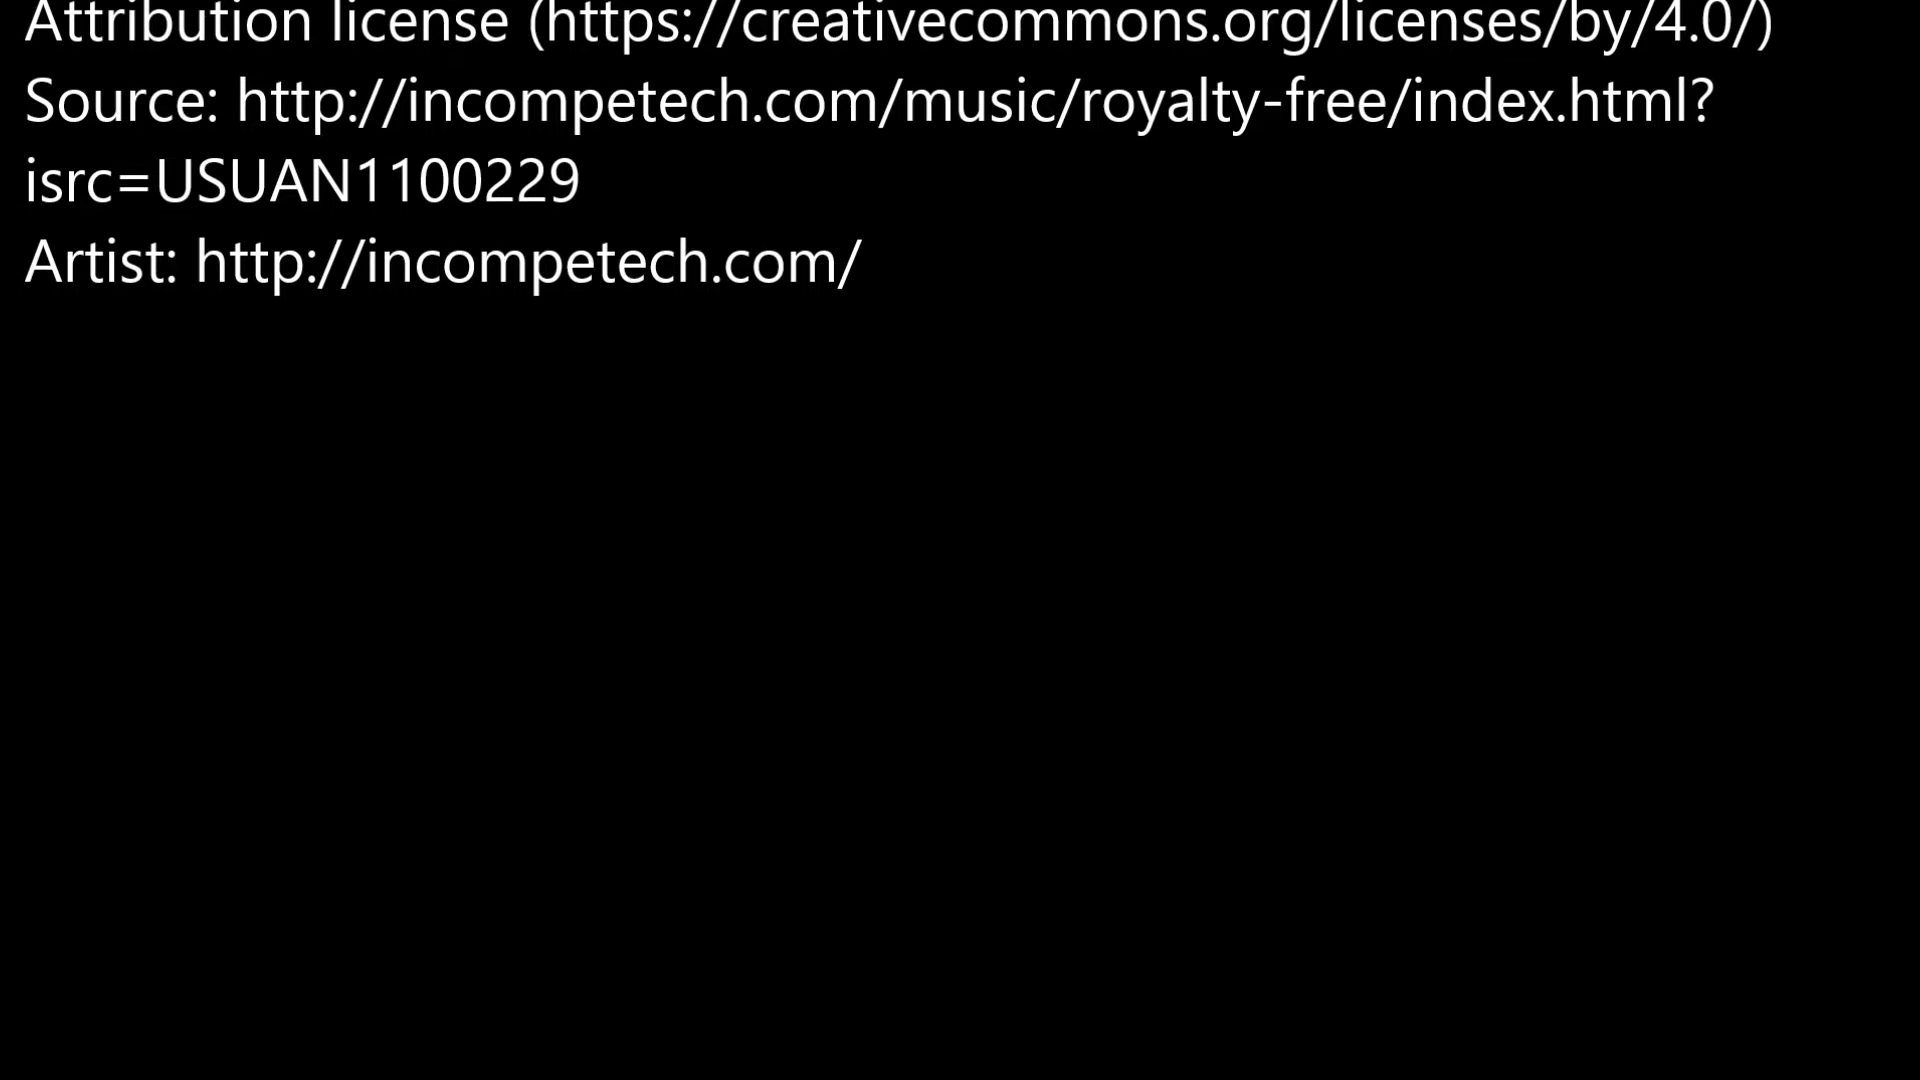 Attribution license (https://creativecommons.org/licenses/by/4.0/)
Source: http://incompetech.com/music/royalty-free/index.html?
isrc=USUAN1100229
Artist: http://incompetech.com/